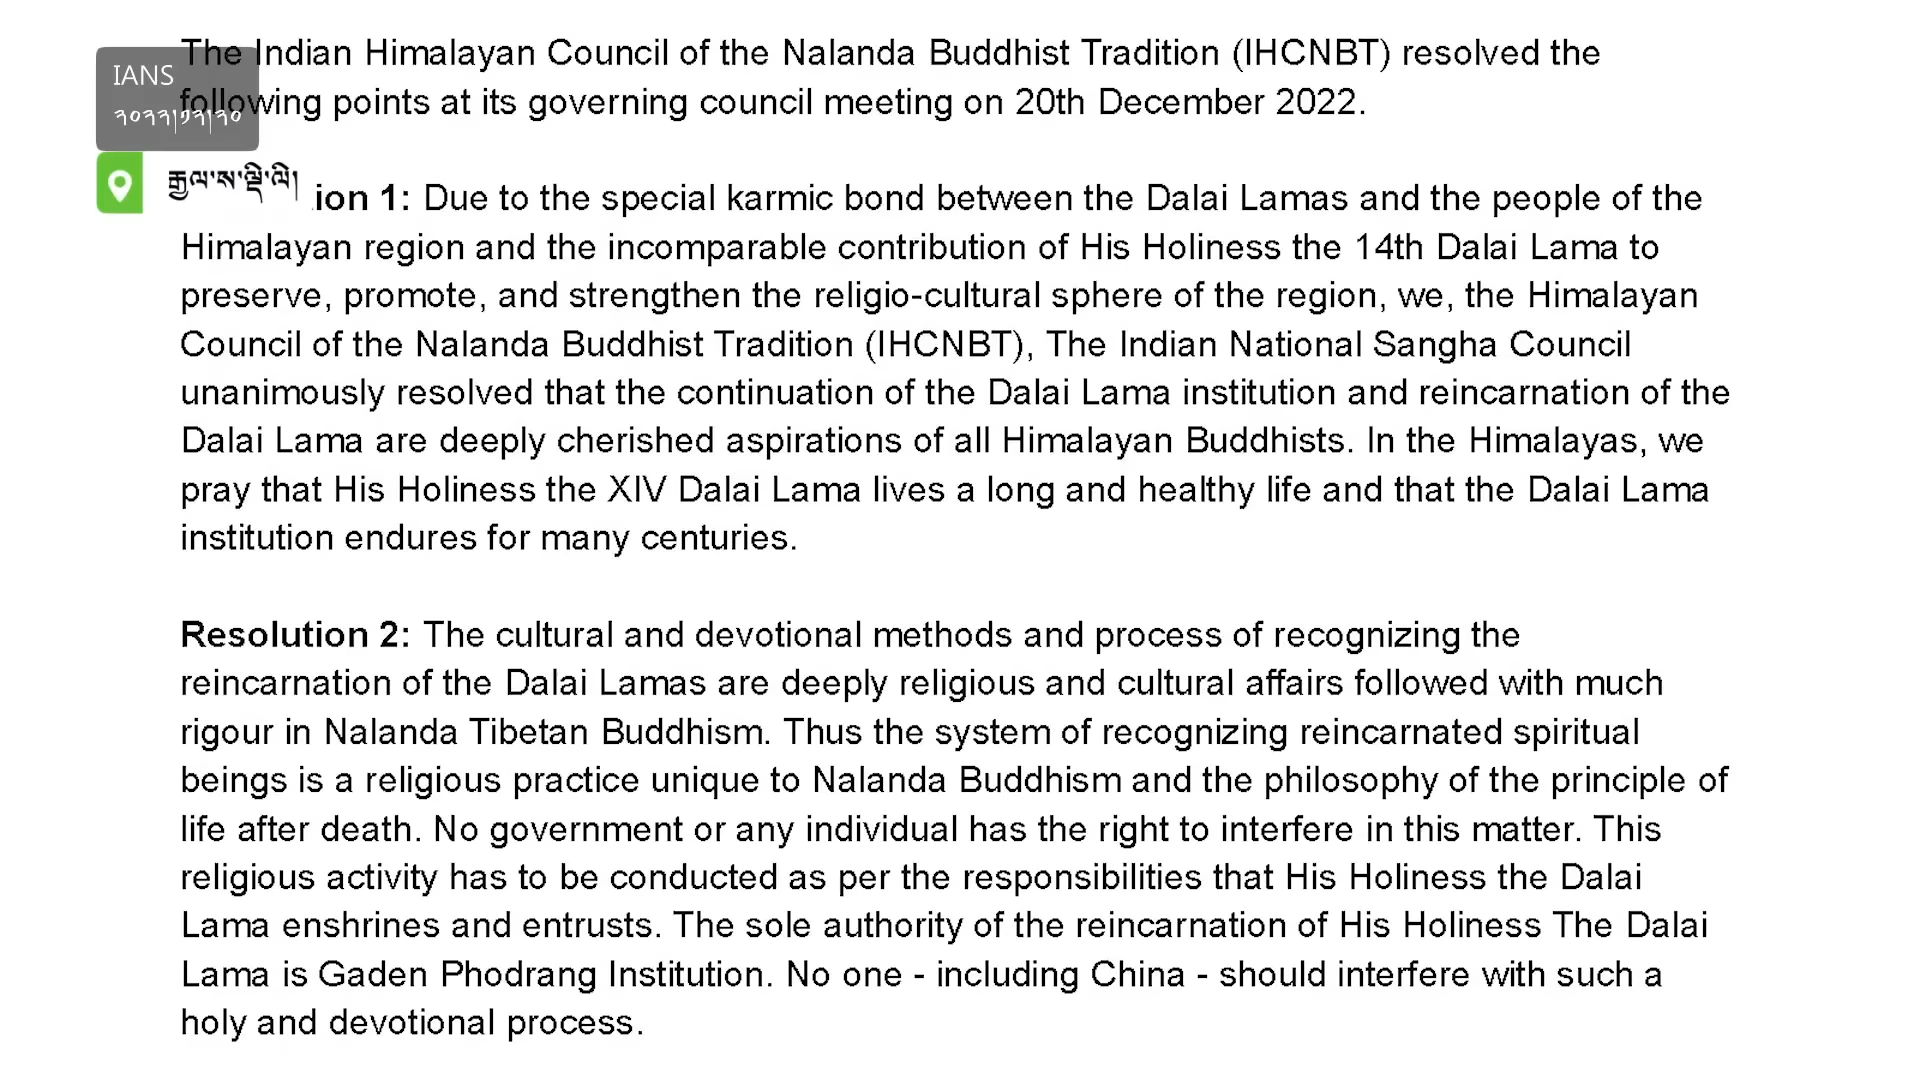 The Indian Himalayan Council of the Nalanda Buddhist Tradition (IHCNBT) resolved the
following points at its governing council meeting on 20th December 2022.
IANS
༢༠༢༢།༡༢།༢༠
རྒྱལ་ས་ལྡི་ལི།
ion 1: Due to the special karmic bond between the Dalai Lamas and the people of the
Himalayan region and the incomparable contribution of His Holiness the 14th Dalai Lama to
preserve, promote, and strengthen the religio-cultural sphere of the region, we, the Himalayan
Council of the Nalanda Buddhist Tradition (IHCNBT), The Indian National Sangha Council
unanimously resolved that the continuation of the Dalai Lama institution and reincarnation of the
Dalai Lama are deeply cherished aspirations of all Himalayan Buddhists. In the Himalayas, we
pray that His Holiness the XIV Dalai Lama lives a long and healthy life and that the Dalai Lama
institution endures for many centuries.
Resolution 2: The cultural and devotional methods and process of recognizing the
reincarnation of the Dalai Lamas are deeply religious and cultural affairs followed with much
rigour in Nalanda Tibetan Buddhism. Thus the system of recognizing reincarnated spiritual
beings is a religious practice unique to Nalanda Buddhism and the philosophy of the principle of
life after death. No government or any individual has the right to interfere in this matter. This
religious activity has to be conducted as per the responsibilities that His Holiness the Dalai
Lama enshrines and entrusts. The sole authority of the reincarnation of His Holiness The Dalai
Lama is Gaden Phodrang Institution. No one - including China - should interfere with such a
holy and devotional process.